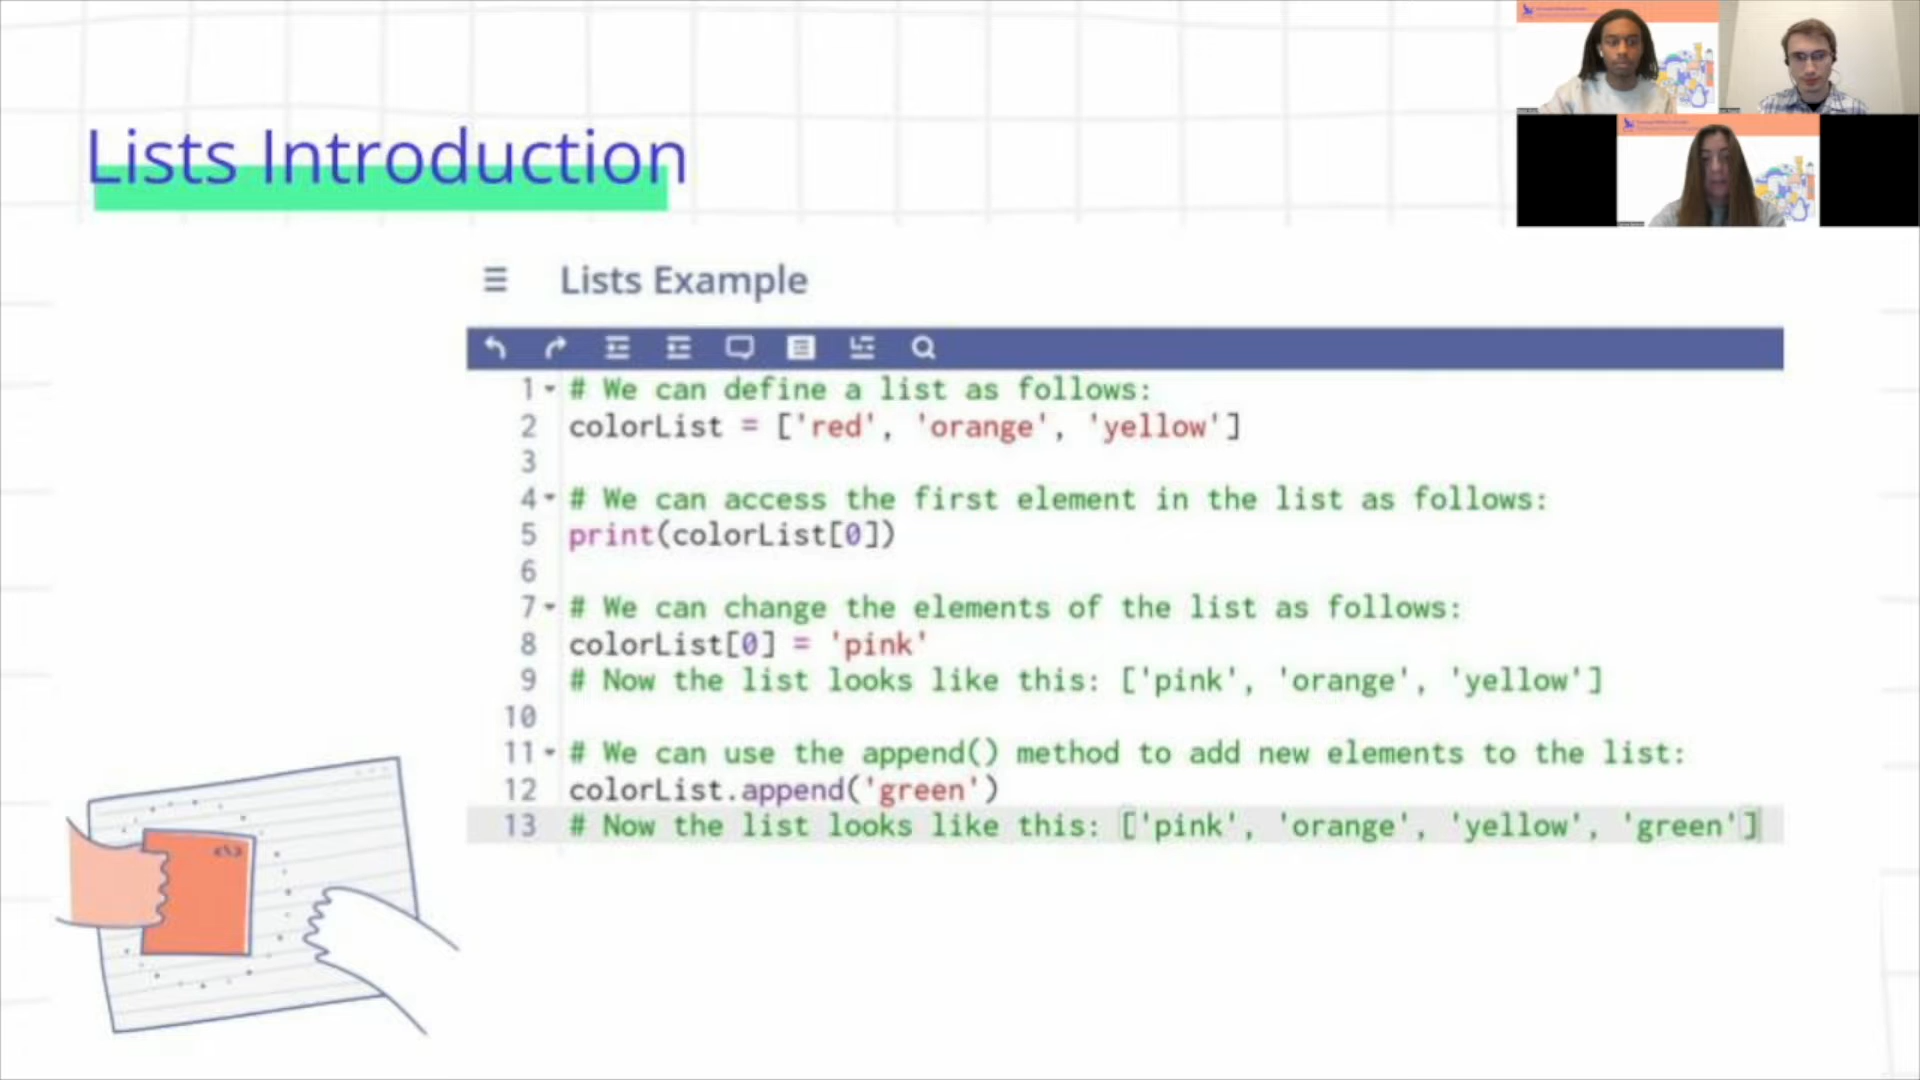 Lists Introduction
Lists Example
1 # We can define a list as follows:
2 colorList = ['red', 'orange', 'yellow']
3
4 # We can access the first element in the list as follows:
5 print(colorList[0])
6
7 # We can change the elements of the list as follows:
8 colorList[0] = 'pink'
9 # Now the list looks like this: ['pink', 'orange', 'yellow']
10
11 # We can use the append() method to add new elements to the list:
12 colorList.append('green')
13 # Now the list looks like this: ['pink', 'orange', 'yellow', 'green']